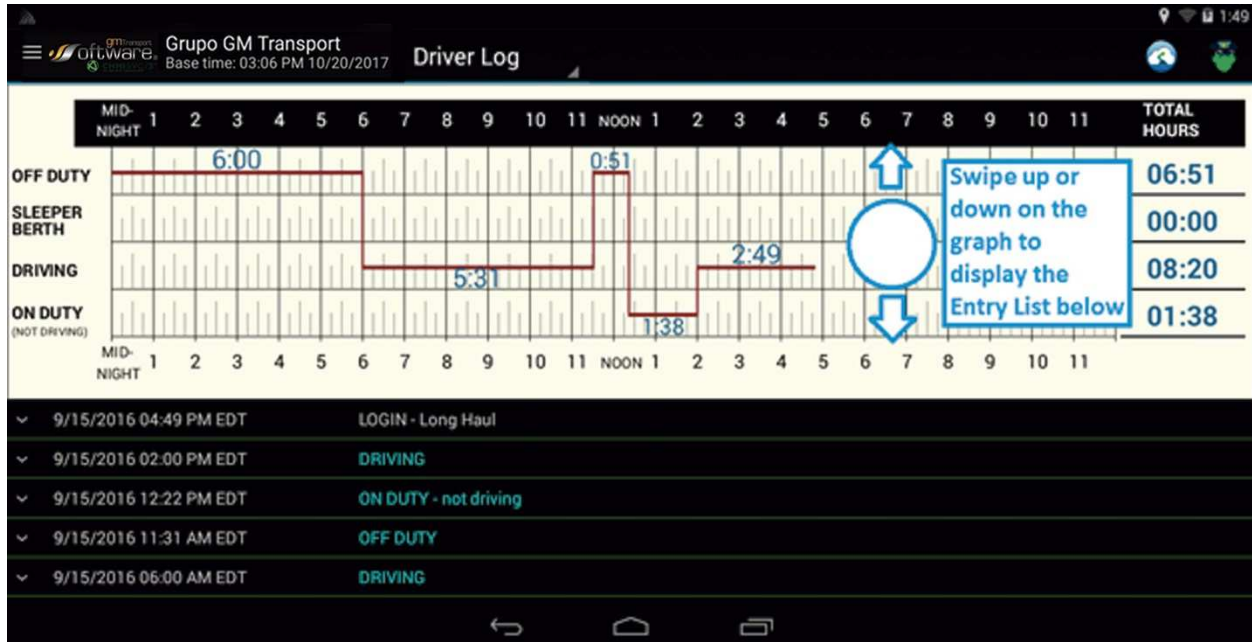 1:49
gmTransport
Software.
Grupo GM Transport
Base time: 03:06 PM 10/20/2017
Driver Log
MID-NIGHT 1 2 3 4 5 6 7 8 9 10 11 NOON 1 2 3 4 5 6 7 8 9 10 11 TOTAL HOURS
6:00 0:51
OFF DUTY 06:51
SLEEPER BERTH 00:00
DRIVING 5:31 2:49 08:20
ON DUTY 1:38 01:38
(NOT DRIVING)
Swipe up or
down on the
graph to
display the
Entry List below
MID-NIGHT 1 2 3 4 5 6 7 8 9 10 11 NOON 1 2 3 4 5 6 7 8 9 10 11
9/15/2016 04:49 PM EDT LOGIN - Long Haul
9/15/2016 02:00 PM EDT DRIVING
9/15/2016 12:22 PM EDT ON DUTY - not driving
9/15/2016 11:31 AM EDT OFF DUTY
9/15/2016 06:00 AM EDT DRIVING